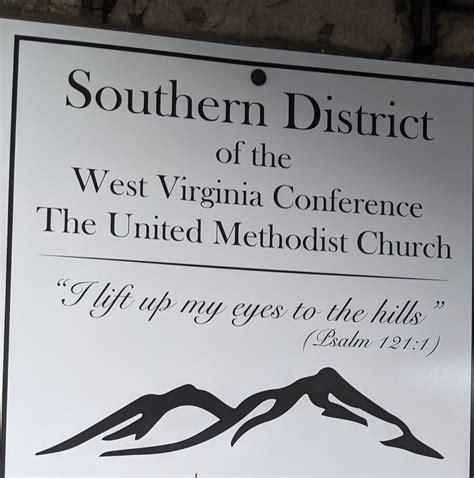 Southern District
of the
West Virginia Conference
The United Methodist Church
“I lift up my eyes to the hills”
(Psalm 121:1)